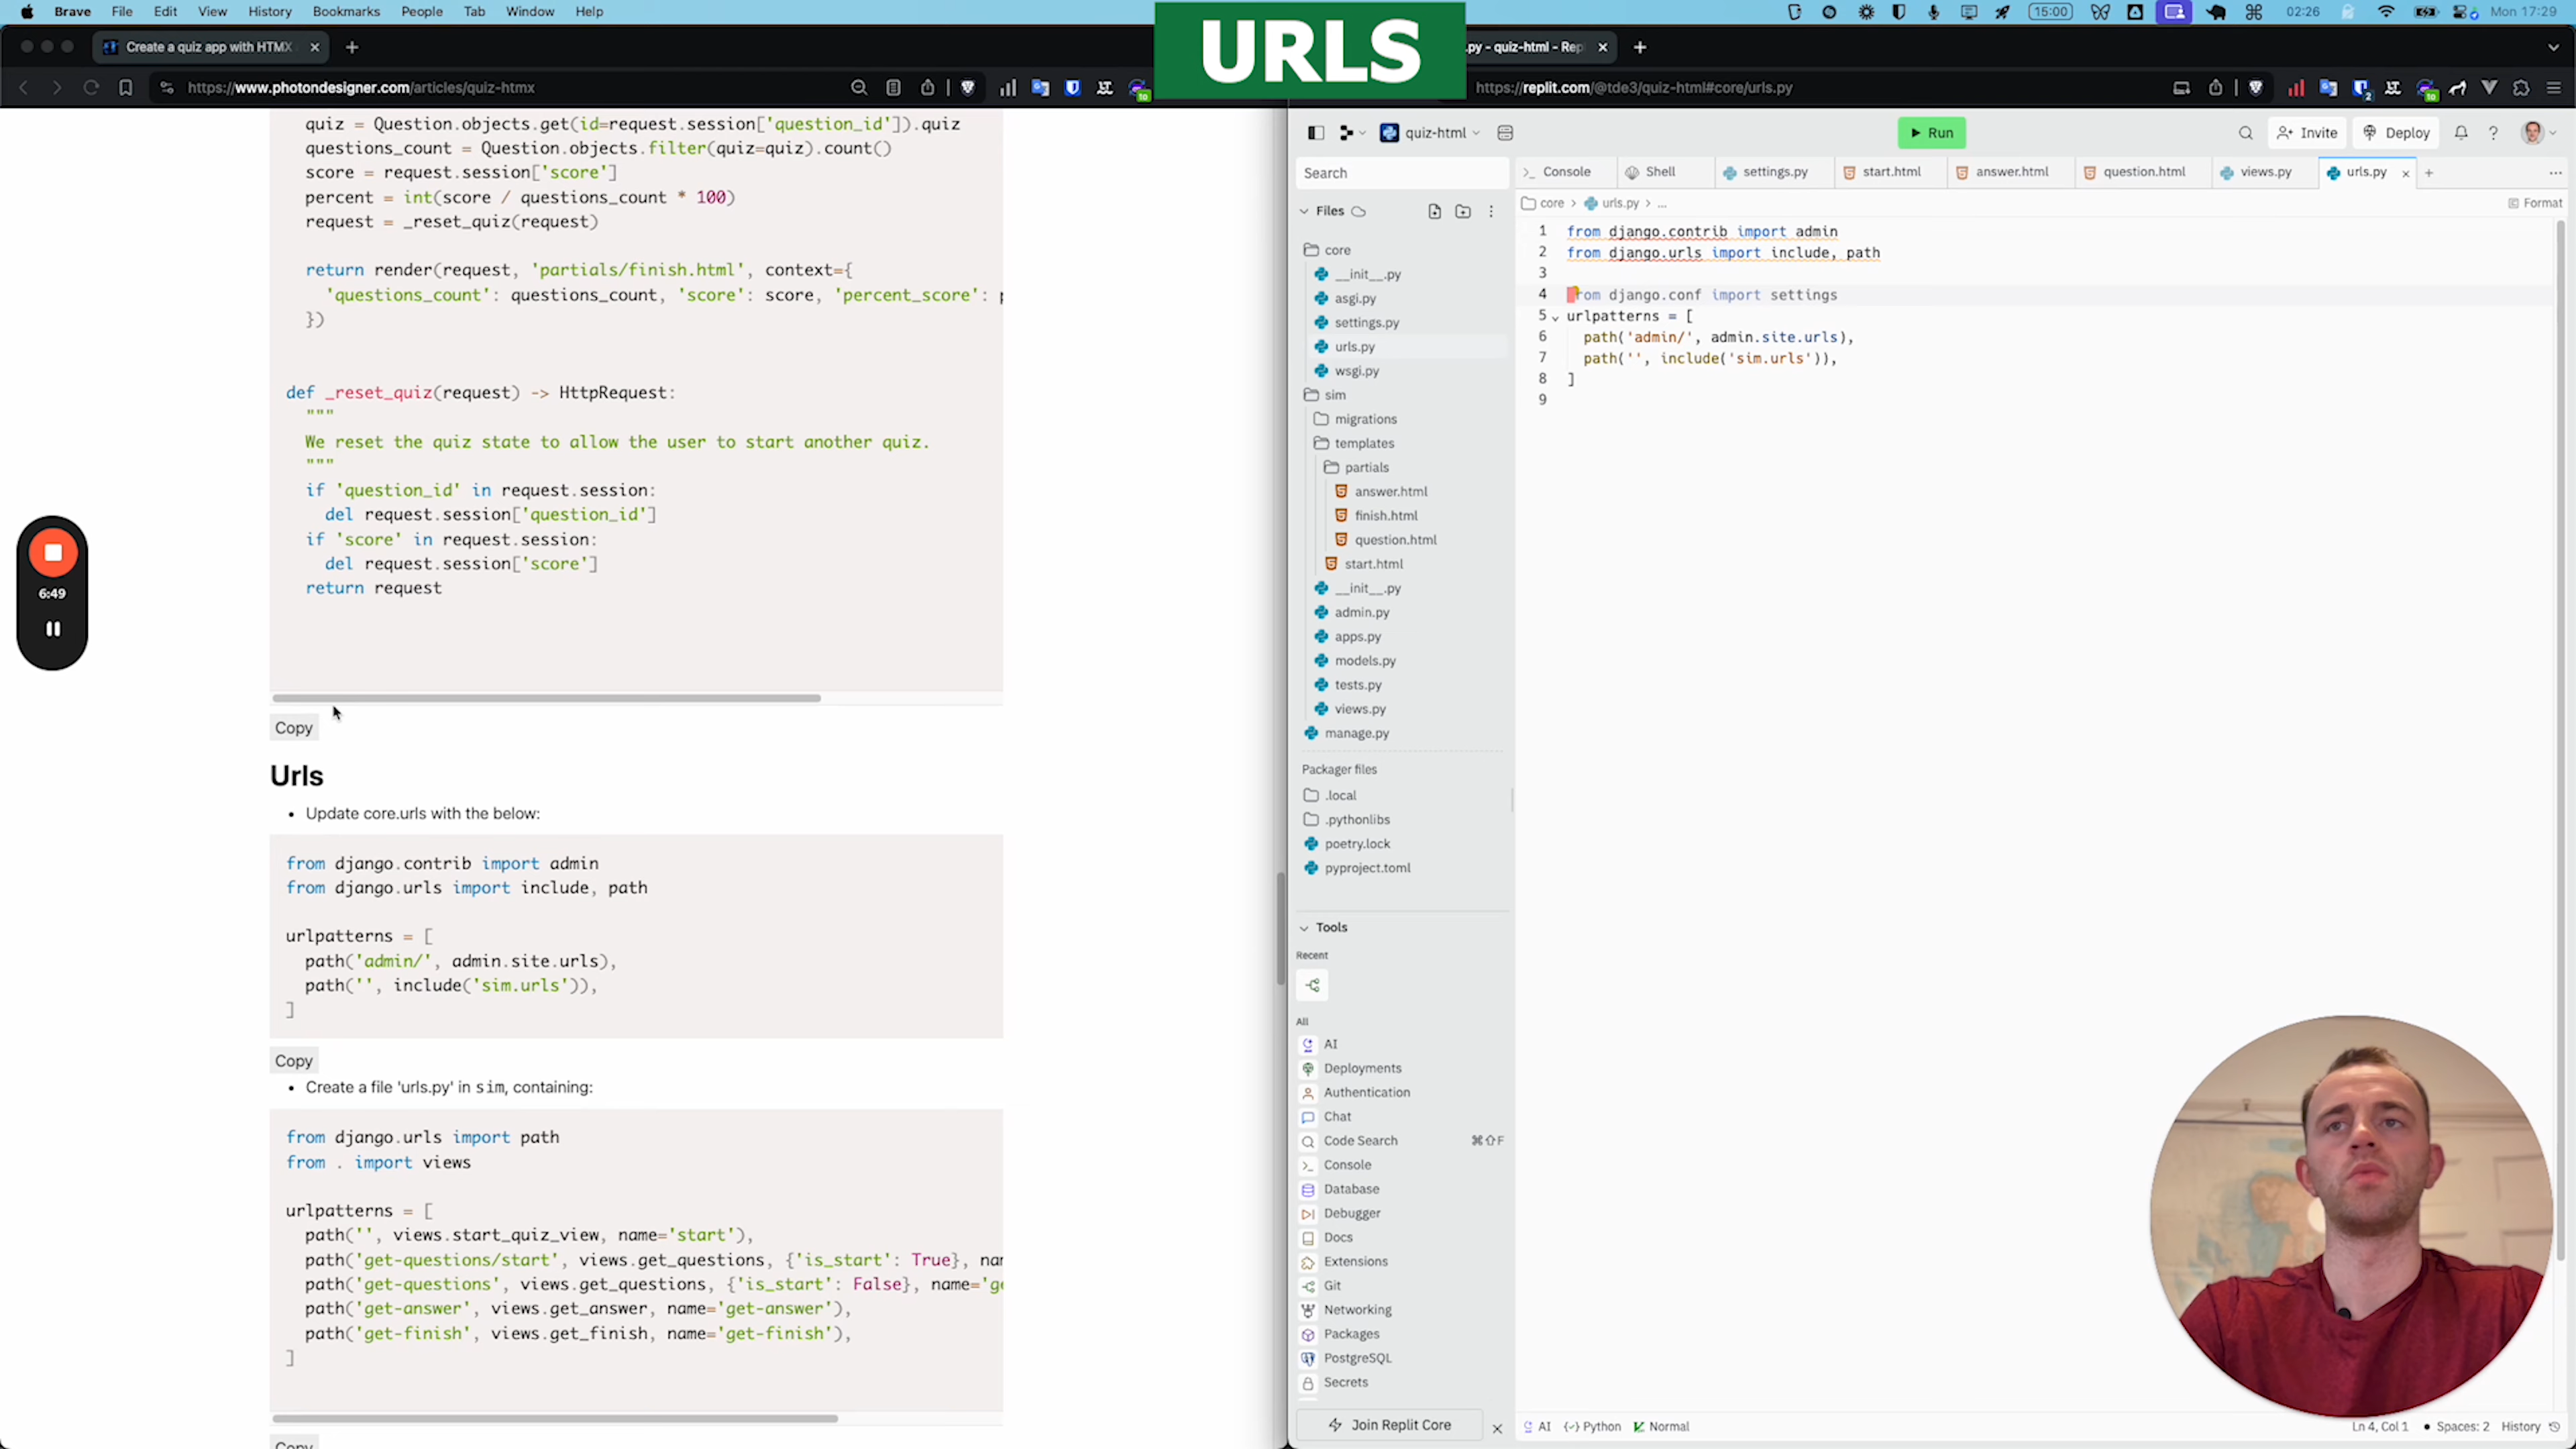 Brave File Edit View History Bookmarks People Tab Window Help
15:00 02:26 Mon 17:29
URLS
Create a quiz app with HTMX
.py - quiz-html - Rep
https://www.photondesigner.com/articles/quiz-htmx
https://replit.com/@tde3/quiz-html#core/urls.py
quiz = Question.objects.get(id=request.session['question_id']).quiz
questions_count = Question.objects.filter(quiz=quiz).count()
score = request.session['score']
percent = int(score / questions_count * 100)
request = _reset_quiz(request)
return render(request, 'partials/finish.html', context={
'questions_count': questions_count, 'score': score, 'percent_score':
})
def _reset_quiz(request) -> HttpRequest:
"""
We reset the quiz state to allow the user to start another quiz.
"""
if 'question_id' in request.session:
del request.session['question_id']
if 'score' in request.session:
del request.session['score']
return request
6:49
Copy
Urls
• Update core.urls with the below:
from django.contrib import admin
from django.urls import include, path
urlpatterns = [
path('admin/', admin.site.urls),
path('', include('sim.urls')),
]
Copy
• Create a file 'urls.py' in sim, containing:
from django.urls import path
from . import views
urlpatterns = [
path('', views.start_quiz_view, name='start'),
path('get-questions/start', views.get_questions, {'is_start': True}, na
path('get-questions', views.get_questions, {'is_start': False}, name='ge
path('get-answer', views.get_answer, name='get-answer'),
path('get-finish', views.get_finish, name='get-finish'),
]
Copy
quiz-html
Run
Invite
Deploy
Search
Files
core
__init__.py
asgi.py
settings.py
urls.py
wsgi.py
sim
migrations
templates
partials
answer.html
finish.html
question.html
start.html
__init__.py
admin.py
apps.py
models.py
tests.py
views.py
manage.py
Packager files
.local
.pythonlibs
poetry.lock
pyproject.toml
Tools
Recent
All
AI
Deployments
Authentication
Chat
Code Search ⌘⇧F
Console
Database
Debugger
Docs
Extensions
Git
Networking
Packages
PostgreSQL
Secrets
Join Replit Core
Console Shell settings.py start.html answer.html question.html views.py urls.py
core > urls.py > ...
Format
1 from django.contrib import admin
2 from django.urls import include, path
3
4 from django.conf import settings
5 urlpatterns = [
6 path('admin/', admin.site.urls),
7 path('', include('sim.urls')),
8 ]
9
AI Python Normal
Ln 4, Col 1 • Spaces: 2 History